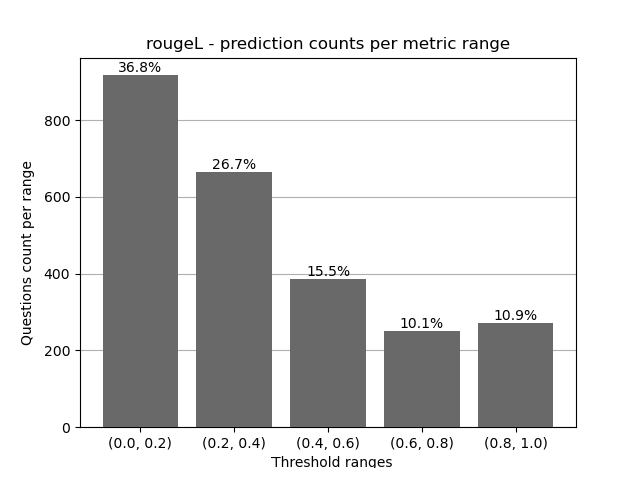 rougeL - prediction counts per metric range
36.8%
26.7%
15.5%
10.1%
10.9%
800
600
400
200
0
Questions count per range
(0.0, 0.2) (0.2, 0.4) (0.4, 0.6) (0.6, 0.8) (0.8, 1.0)
Threshold ranges